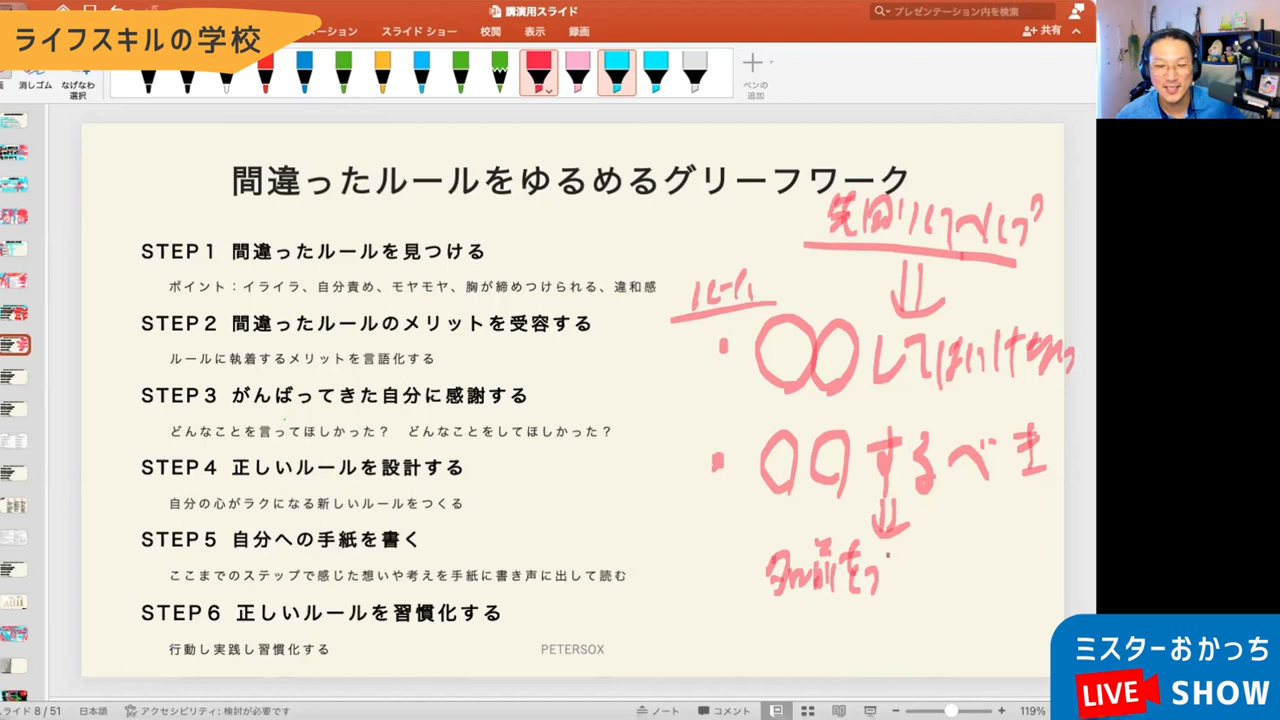 講演用スライド
プレゼンテーション内を検索
ライフスキルの学校
スライド ショー
校閲
表示
録画
共有
消しゴム
なげなわ
選択
ペンの
追加
間違ったルールをゆるめるグリーフワーク
STEP1 間違ったルールを見つける
ポイント：イライラ、自分責め、モヤモヤ、胸が締めつけられる、違和感
STEP2 間違ったルールのメリットを受容する
ルールに執着するメリットを言語化する
STEP3 がんばってきた自分に感謝する
どんなことを言ってほしかった？ どんなことをしてほしかった？
STEP4 正しいルールを設計する
自分の心がラクになる新しいルールをつくる
STEP5 自分への手紙を書く
ここまでのステップで感じた想いや考えを手紙に書き声に出して読む
STEP6 正しいルールを習慣化する
行動し実践し習慣化する
PETERSOX
ルール
・〇〇してはいけない
・〇〇するべき
ミスターおかっち
LIVE SHOW
スライド 8 / 51
日本語
アクセシビリティ: 検討が必要です
ノート
コメント
119%